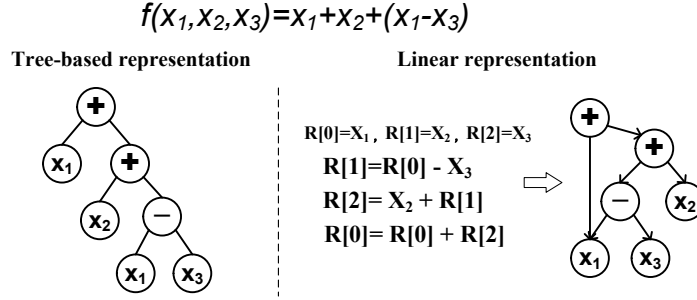 f(x₁,x₂,x₃)=x₁+x₂+(x₁-x₃)
Tree-based representation
Linear representation
+
x₁
+
x₂
−
x₁
x₃
R[0]=X₁ , R[1]=X₂ , R[2]=X₃
R[1]=R[0] - X₃
R[2]= X₂ + R[1]
R[0]= R[0] + R[2]
+
+
−
x₂
x₁
x₃